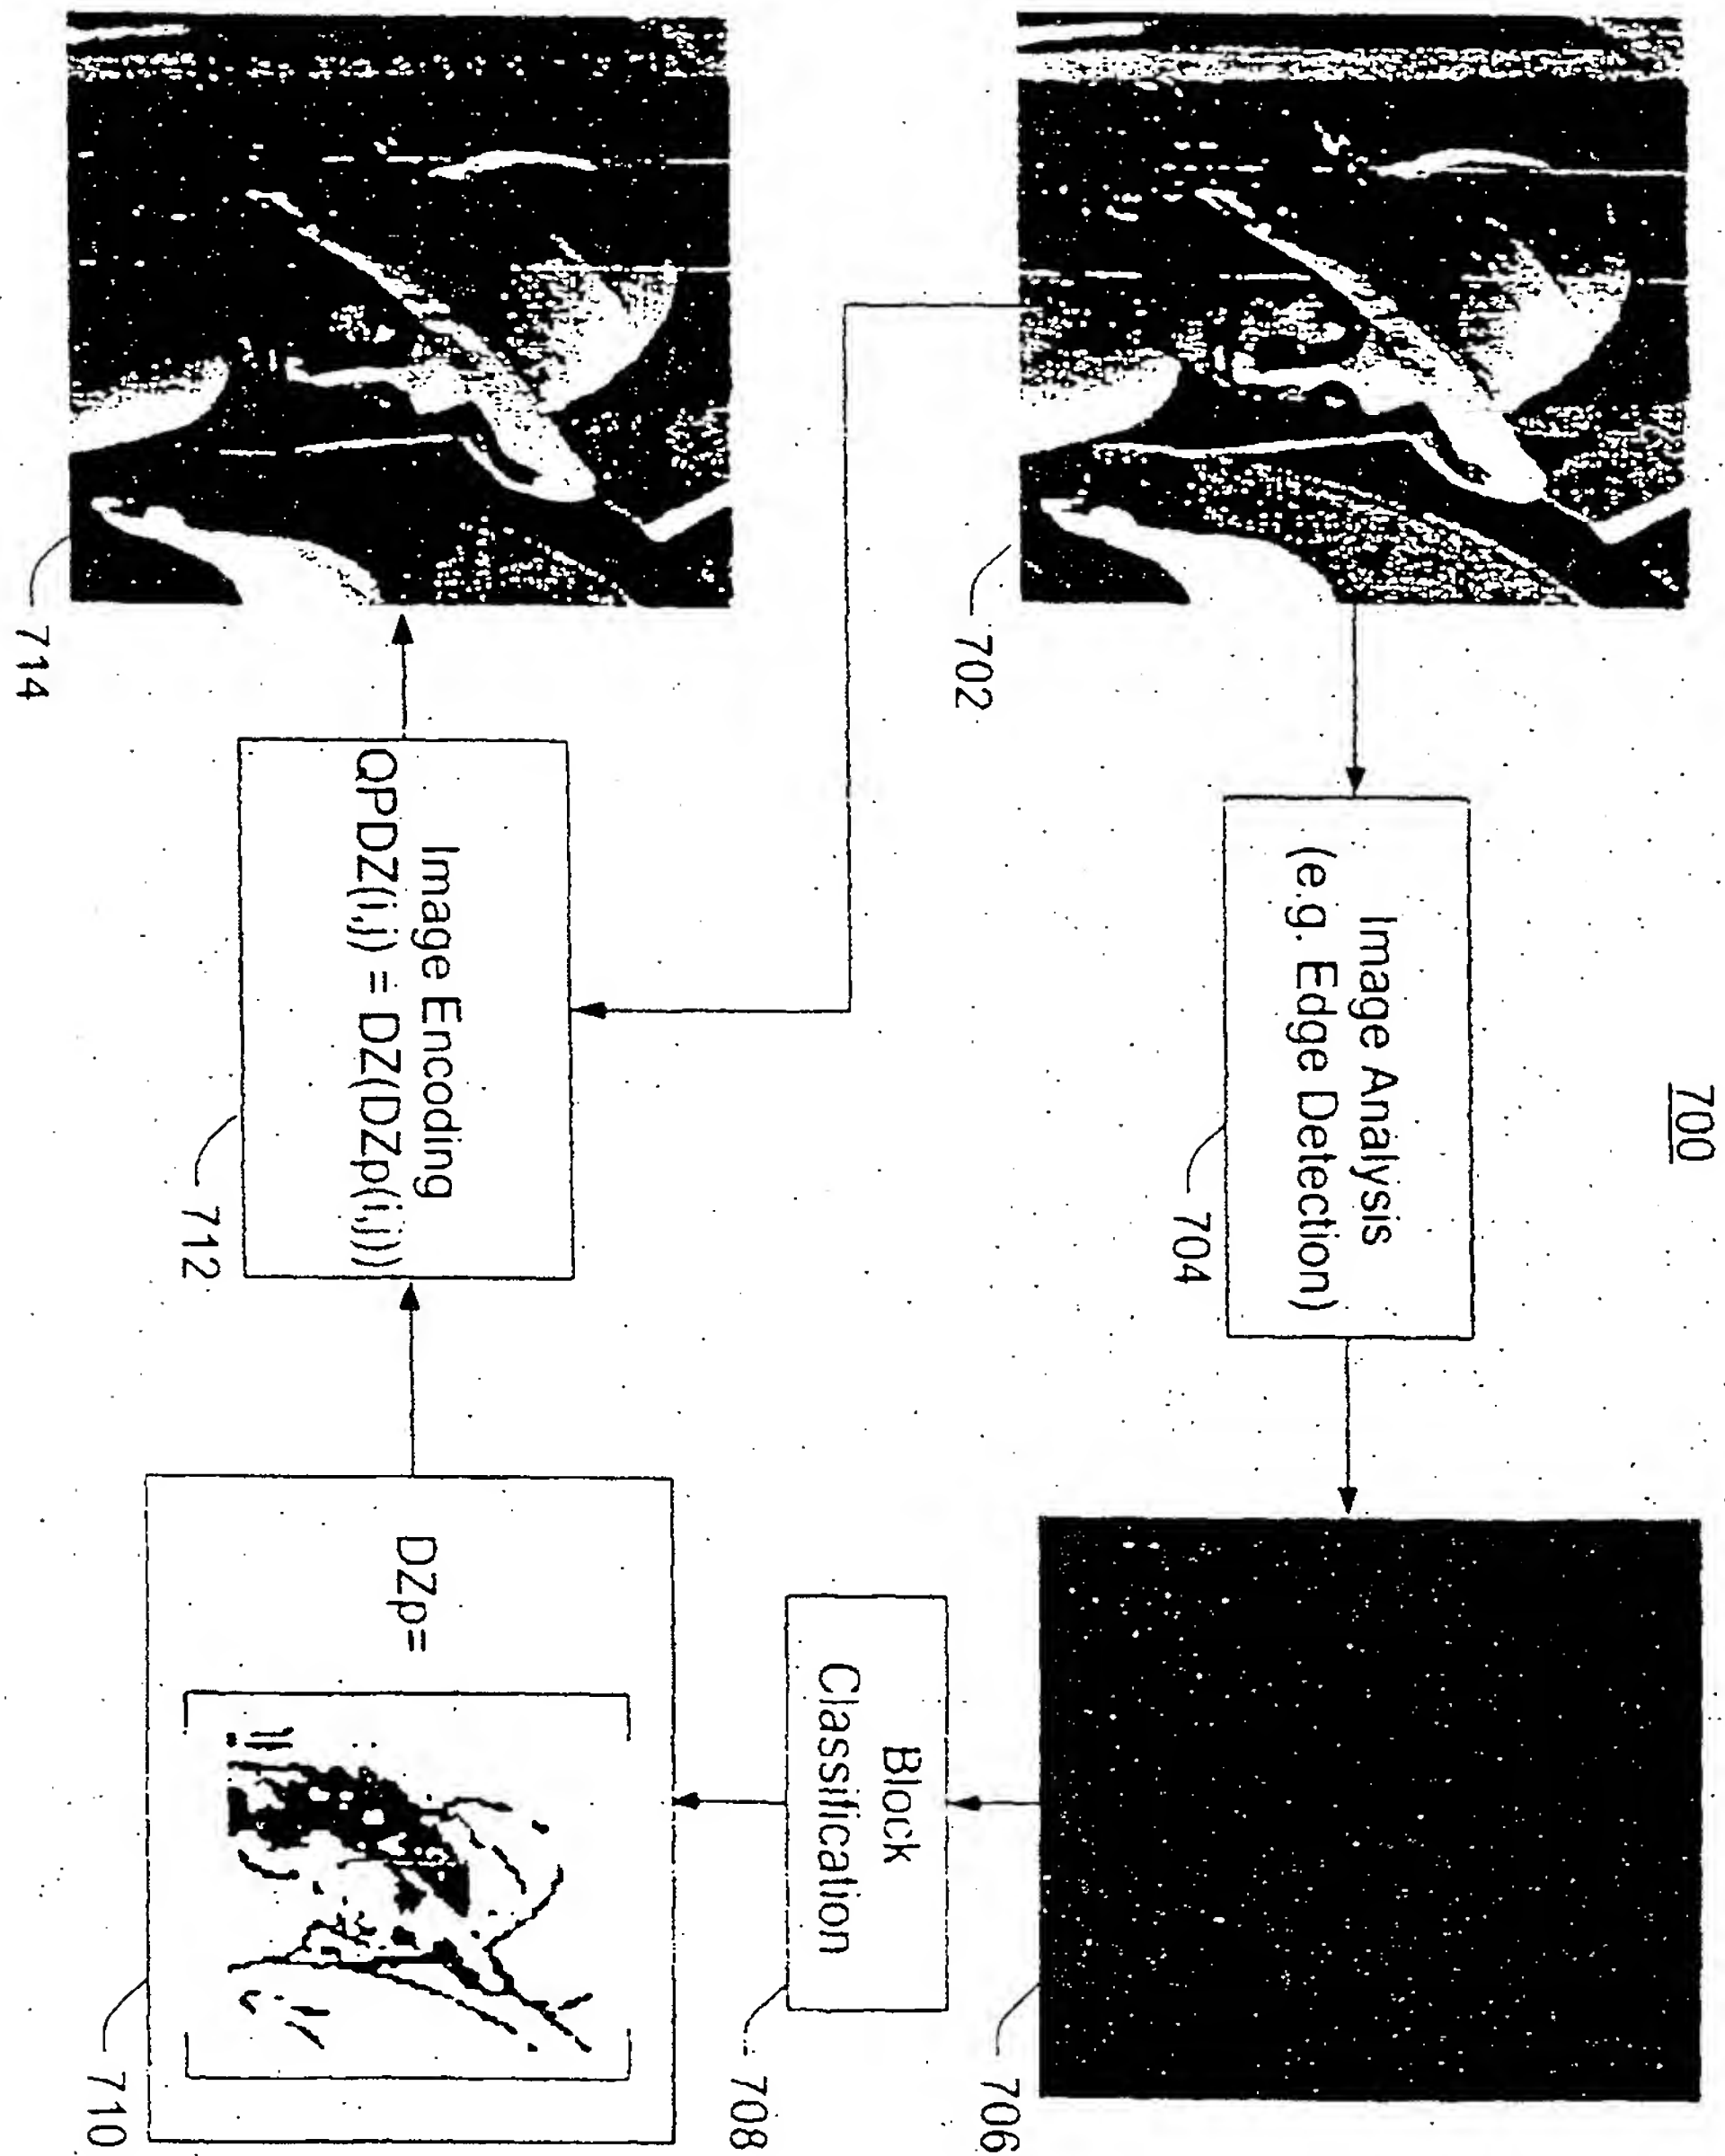 700
702
Image Analysis
(e.g. Edge Detection)
704
706
Block
Classification
708
DZp=
710
Image Encoding
QPDZ(i,j) = DZ(DZp(i,j))
712
714